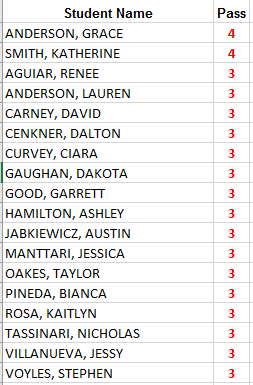 Student Name Pass
ANDERSON, GRACE 4
SMITH, KATHERINE 4
AGUIAR, RENEE 3
ANDERSON, LAUREN 3
CARNEY, DAVID 3
CENKNER, DALTON 3
CURVEY, CIARA 3
GAUGHAN, DAKOTA 3
GOOD, GARRETT 3
HAMILTON, ASHLEY 3
JABKIEWICZ, AUSTIN 3
MANTTARI, JESSICA 3
OAKES, TAYLOR 3
PINEDA, BIANCA 3
ROSA, KAITLYN 3
TASSINARI, NICHOLAS 3
VILLANUEVA, JESSY 3
VOYLES, STEPHEN 3